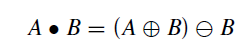 A • B = (A ⊕ B) ⊖ B